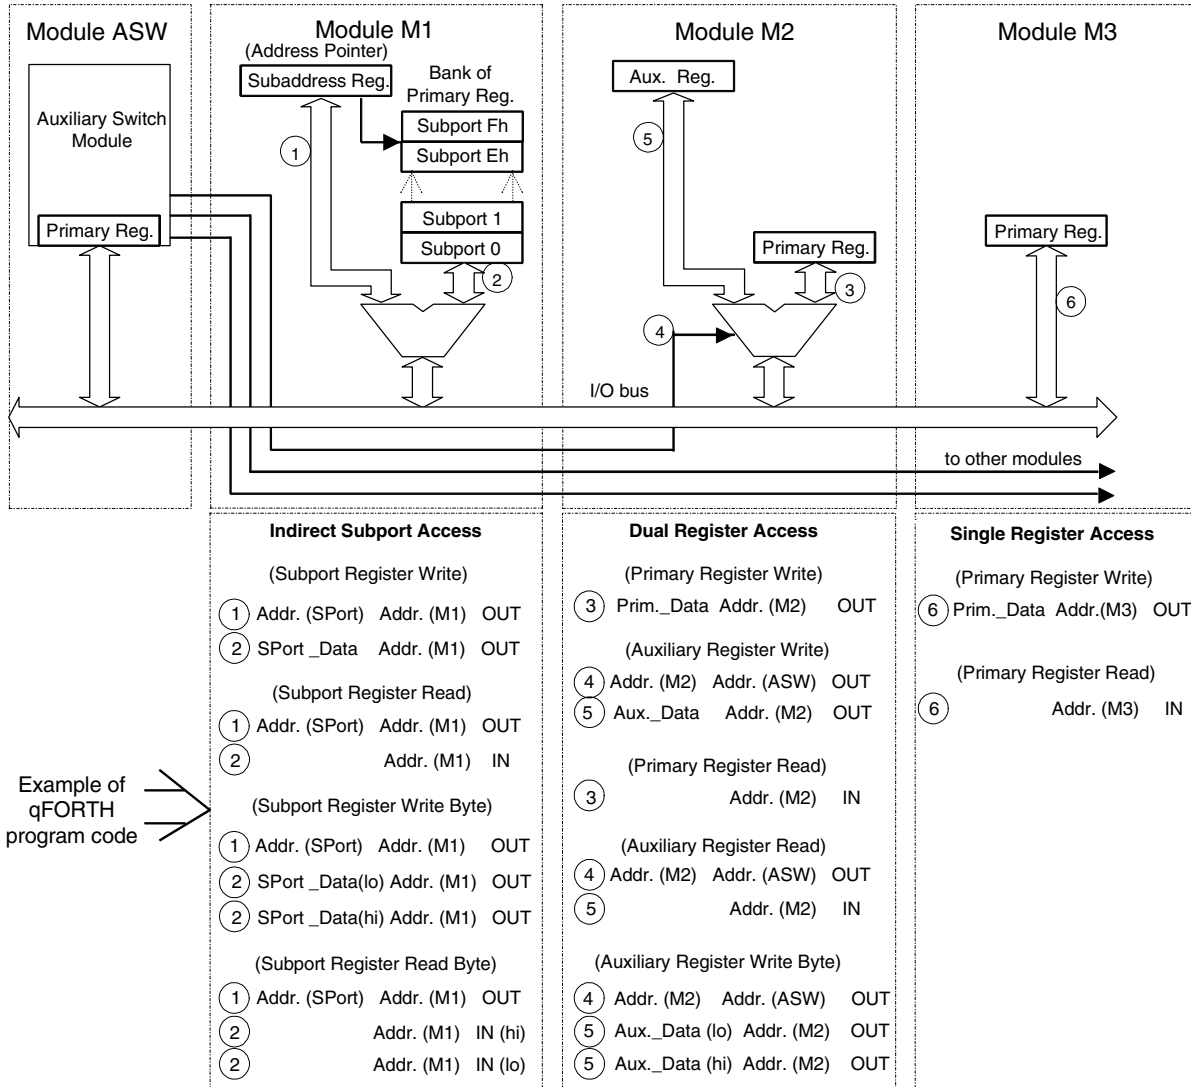 Module ASW
Module M1
Module M2
Module M3
Auxiliary Switch
Module
Primary Reg.
(Address Pointer)
Subaddress Reg.
Bank of
Primary Reg.
Subport Fh
Subport Eh
Subport 1
Subport 0
1
2
Aux. Reg.
5
Primary Reg.
3
4
Primary Reg.
6
I/O bus
to other modules
Example of
qFORTH
program code
Indirect Subport Access
(Subport Register Write)
1 Addr. (SPort) Addr. (M1) OUT
2 SPort _Data Addr. (M1) OUT
(Subport Register Read)
1 Addr. (SPort) Addr. (M1) OUT
2 Addr. (M1) IN
(Subport Register Write Byte)
1 Addr. (SPort) Addr. (M1) OUT
2 SPort _Data(lo) Addr. (M1) OUT
2 SPort _Data(hi) Addr. (M1) OUT
(Subport Register Read Byte)
1 Addr. (SPort) Addr. (M1) OUT
2 Addr. (M1) IN (hi)
2 Addr. (M1) IN (lo)
Dual Register Access
(Primary Register Write)
3 Prim._Data Addr. (M2) OUT
(Auxiliary Register Write)
4 Addr. (M2) Addr. (ASW) OUT
5 Aux._Data Addr. (M2) OUT
(Primary Register Read)
3 Addr. (M2) IN
(Auxiliary Register Read)
4 Addr. (M2) Addr. (ASW) OUT
5 Addr. (M2) IN
(Auxiliary Register Write Byte)
4 Addr. (M2) Addr. (ASW) OUT
5 Aux._Data (lo) Addr. (M2) OUT
5 Aux._Data (hi) Addr. (M2) OUT
Single Register Access
(Primary Register Write)
6 Prim._Data Addr.(M3) OUT
(Primary Register Read)
6 Addr. (M3) IN